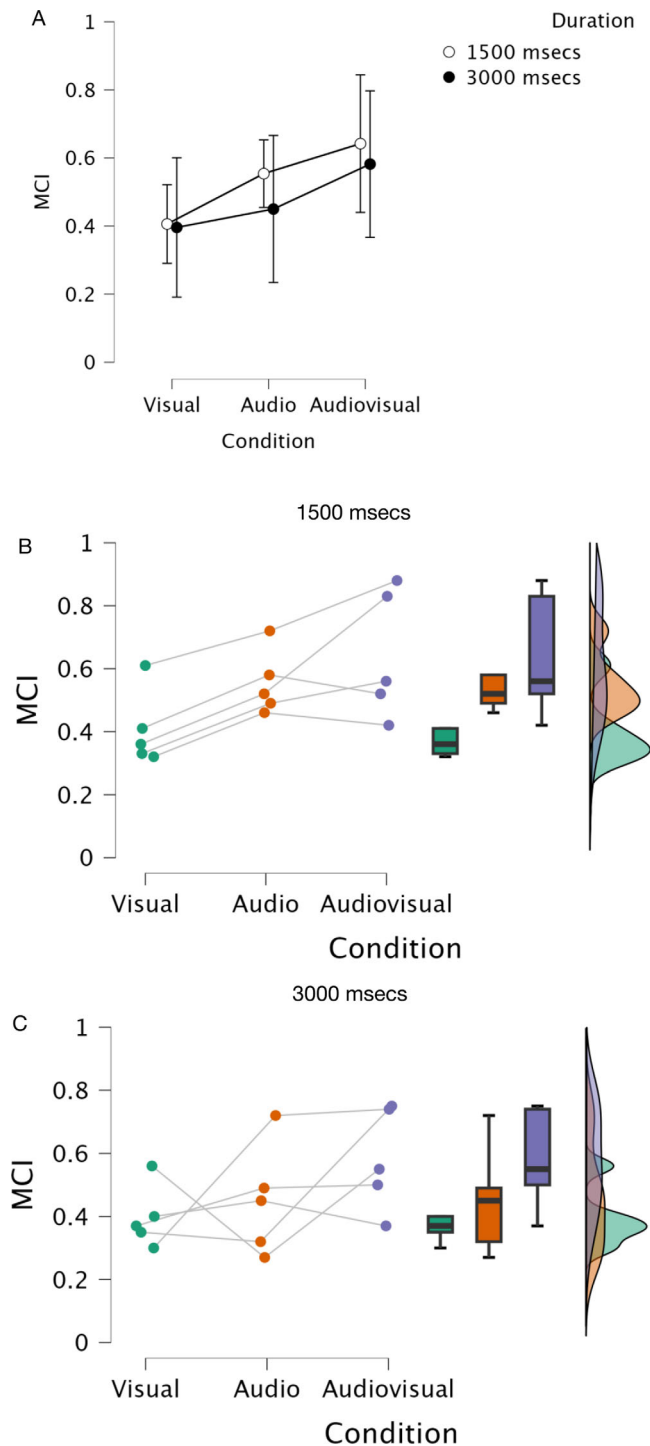 A
Duration
1500 msecs
3000 msecs
1
0.8
0.6
0.4
0.2
0
MCI
Visual Audio Audiovisual
Condition
1500 msecs
B
1
0.8
0.6
0.4
0.2
0
MCI
Visual Audio Audiovisual
Condition
3000 msecs
C
1
0.8
0.6
0.4
0.2
0
MCI
Visual Audio Audiovisual
Condition